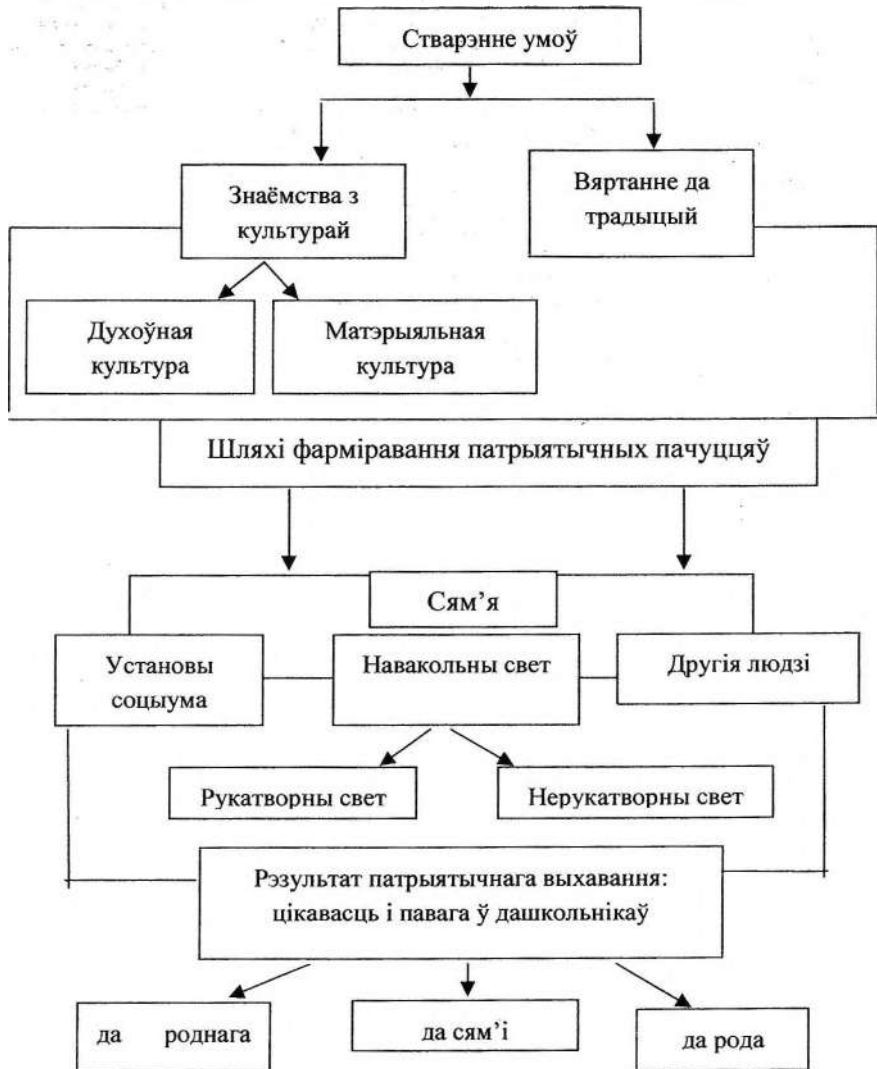 Стварэнне умоў
Знаёмства з
культурай
Вяртанне да
традыцый
Духоўная
культура
Матэрыяльная
культура
Шляхі фарміравання патрыятычных пачуццяў
Сям’я
Установы
соцыума
Навакольны свет
Другія людзі
Рукатворны свет
Нерукатворны свет
Рэзультат патрыятычнага выхавання:
цікавасць і павага ў дашкольнікаў
да роднага
да сям’і
да рода